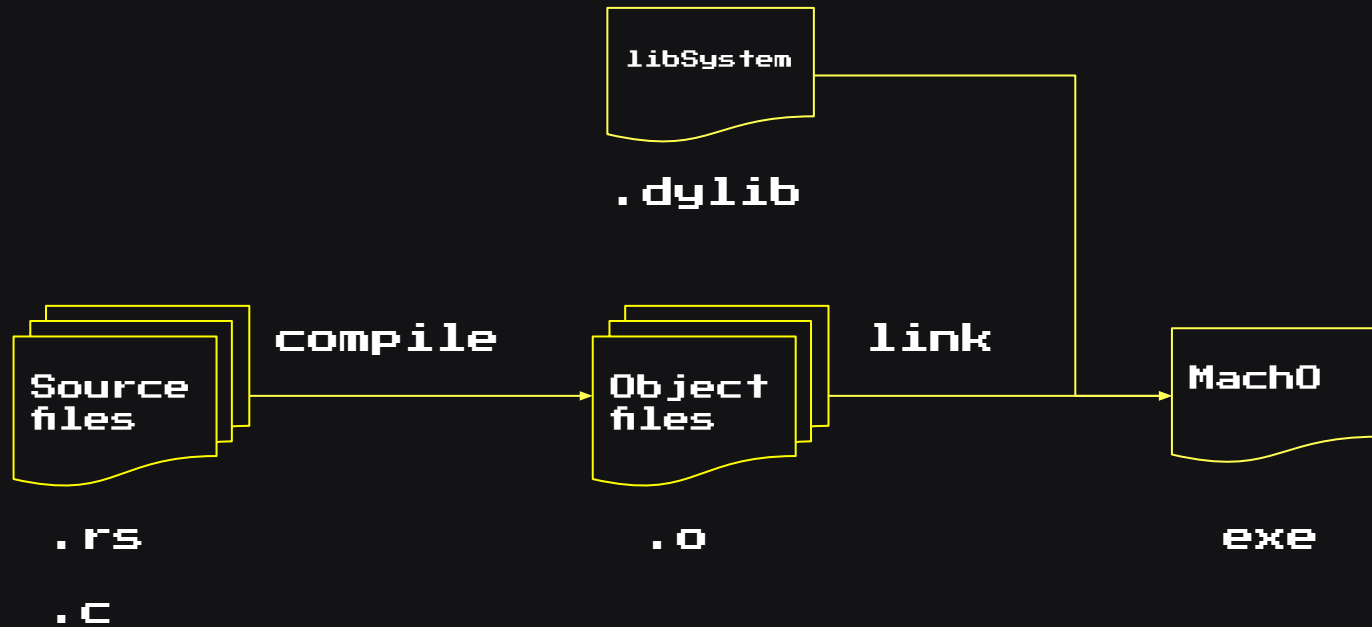 libSystem
.dylib
compile
link
Source
files
Object
files
MachO
.rs
.o
exe
.c